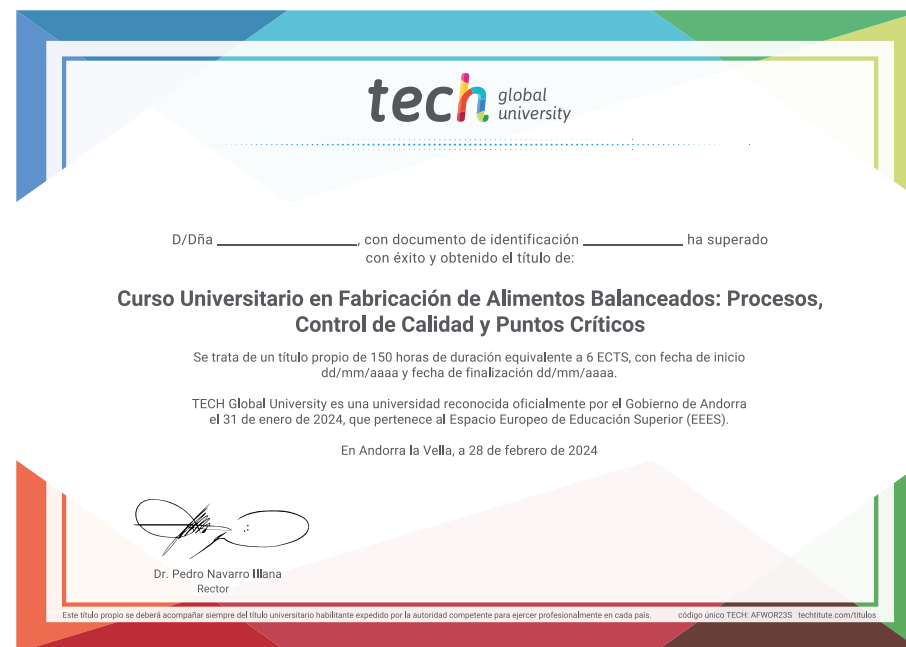 tech global
university
D/Dña ____________________, con documento de identificación ______________ ha superado
con éxito y obtenido el título de:
Curso Universitario en Fabricación de Alimentos Balanceados: Procesos,
Control de Calidad y Puntos Críticos
Se trata de un título propio de 150 horas de duración equivalente a 6 ECTS, con fecha de inicio
dd/mm/aaaa y fecha de finalización dd/mm/aaaa.
TECH Global University es una universidad reconocida oficialmente por el Gobierno de Andorra
el 31 de enero de 2024, que pertenece al Espacio Europeo de Educación Superior (EEES).
En Andorra la Vella, a 28 de febrero de 2024
Dr. Pedro Navarro Illana
Rector
Este título propio se deberá acompañar siempre del título universitario habilitante expedido por la autoridad competente para ejercer profesionalmente en cada país. código único TECH: AFWOR23S techtitute.com/titulos